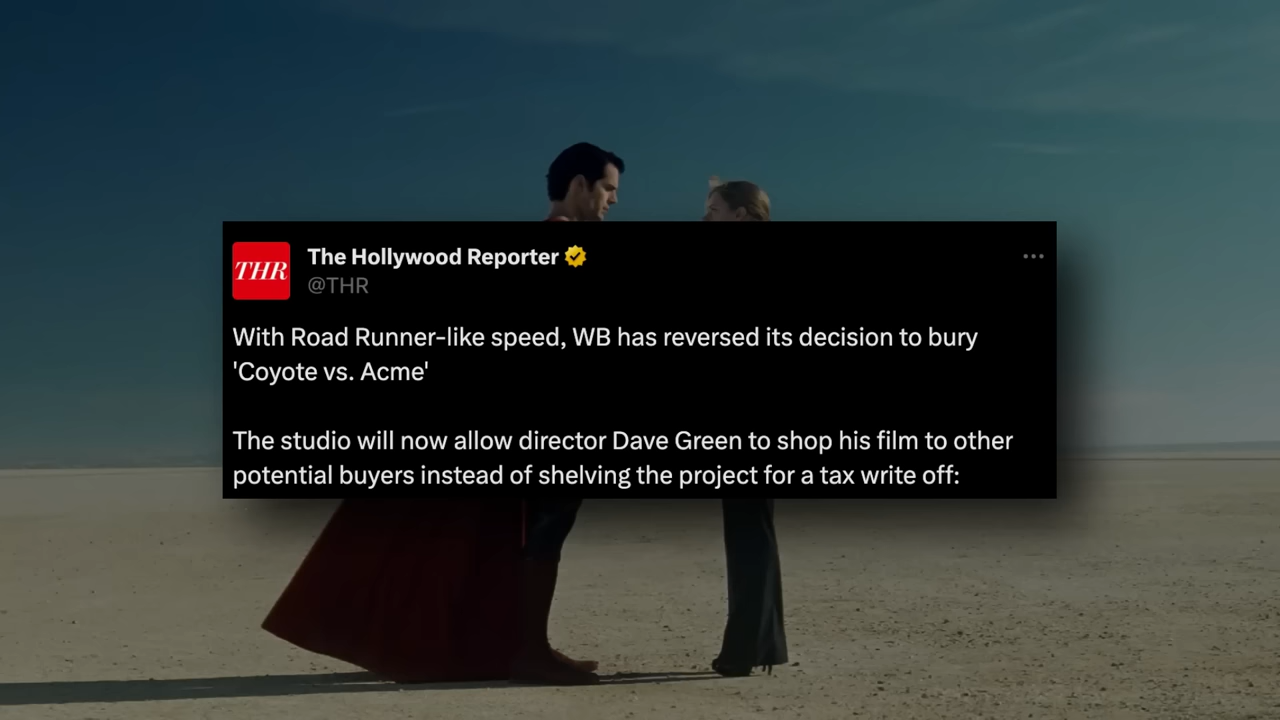 THR
The Hollywood Reporter
@THR
With Road Runner-like speed, WB has reversed its decision to bury
'Coyote vs. Acme'
The studio will now allow director Dave Green to shop his film to other
potential buyers instead of shelving the project for a tax write off: